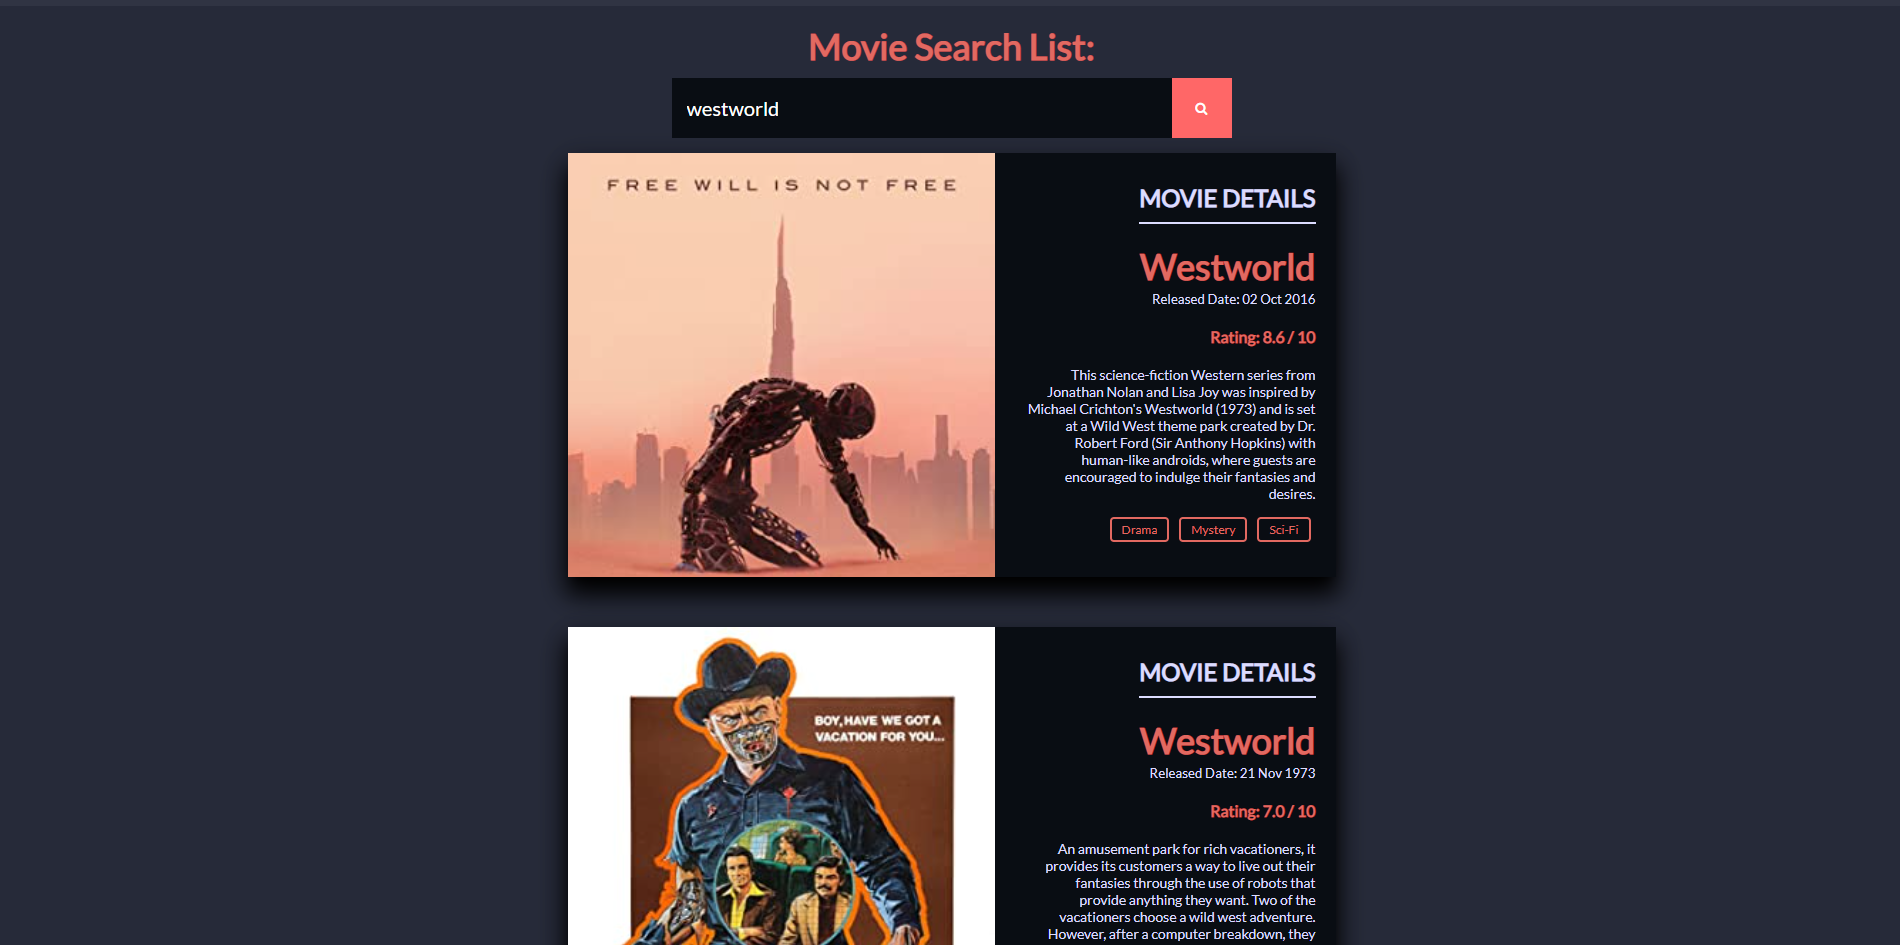 Movie Search List:
westworld
FREE WILL IS NOT FREE
MOVIE DETAILS
Westworld
Released Date: 02 Oct 2016
Rating: 8.6 / 10
This science-fiction Western series from
Jonathan Nolan and Lisa Joy was inspired by
Michael Crichton's Westworld (1973) and is set
at a Wild West theme park created by Dr.
Robert Ford (Sir Anthony Hopkins) with
human-like androids, where guests are
encouraged to indulge their fantasies and
desires.
Drama Mystery Sci-Fi
BOY, HAVE WE GOT A
VACATION FOR YOU...
MOVIE DETAILS
Westworld
Released Date: 21 Nov 1973
Rating: 7.0 / 10
An amusement park for rich vacationers, it
provides its customers a way to live out their
fantasies through the use of robots that
provide anything they want. Two of the
vacationers choose a wild west adventure.
However, after a computer breakdown, they